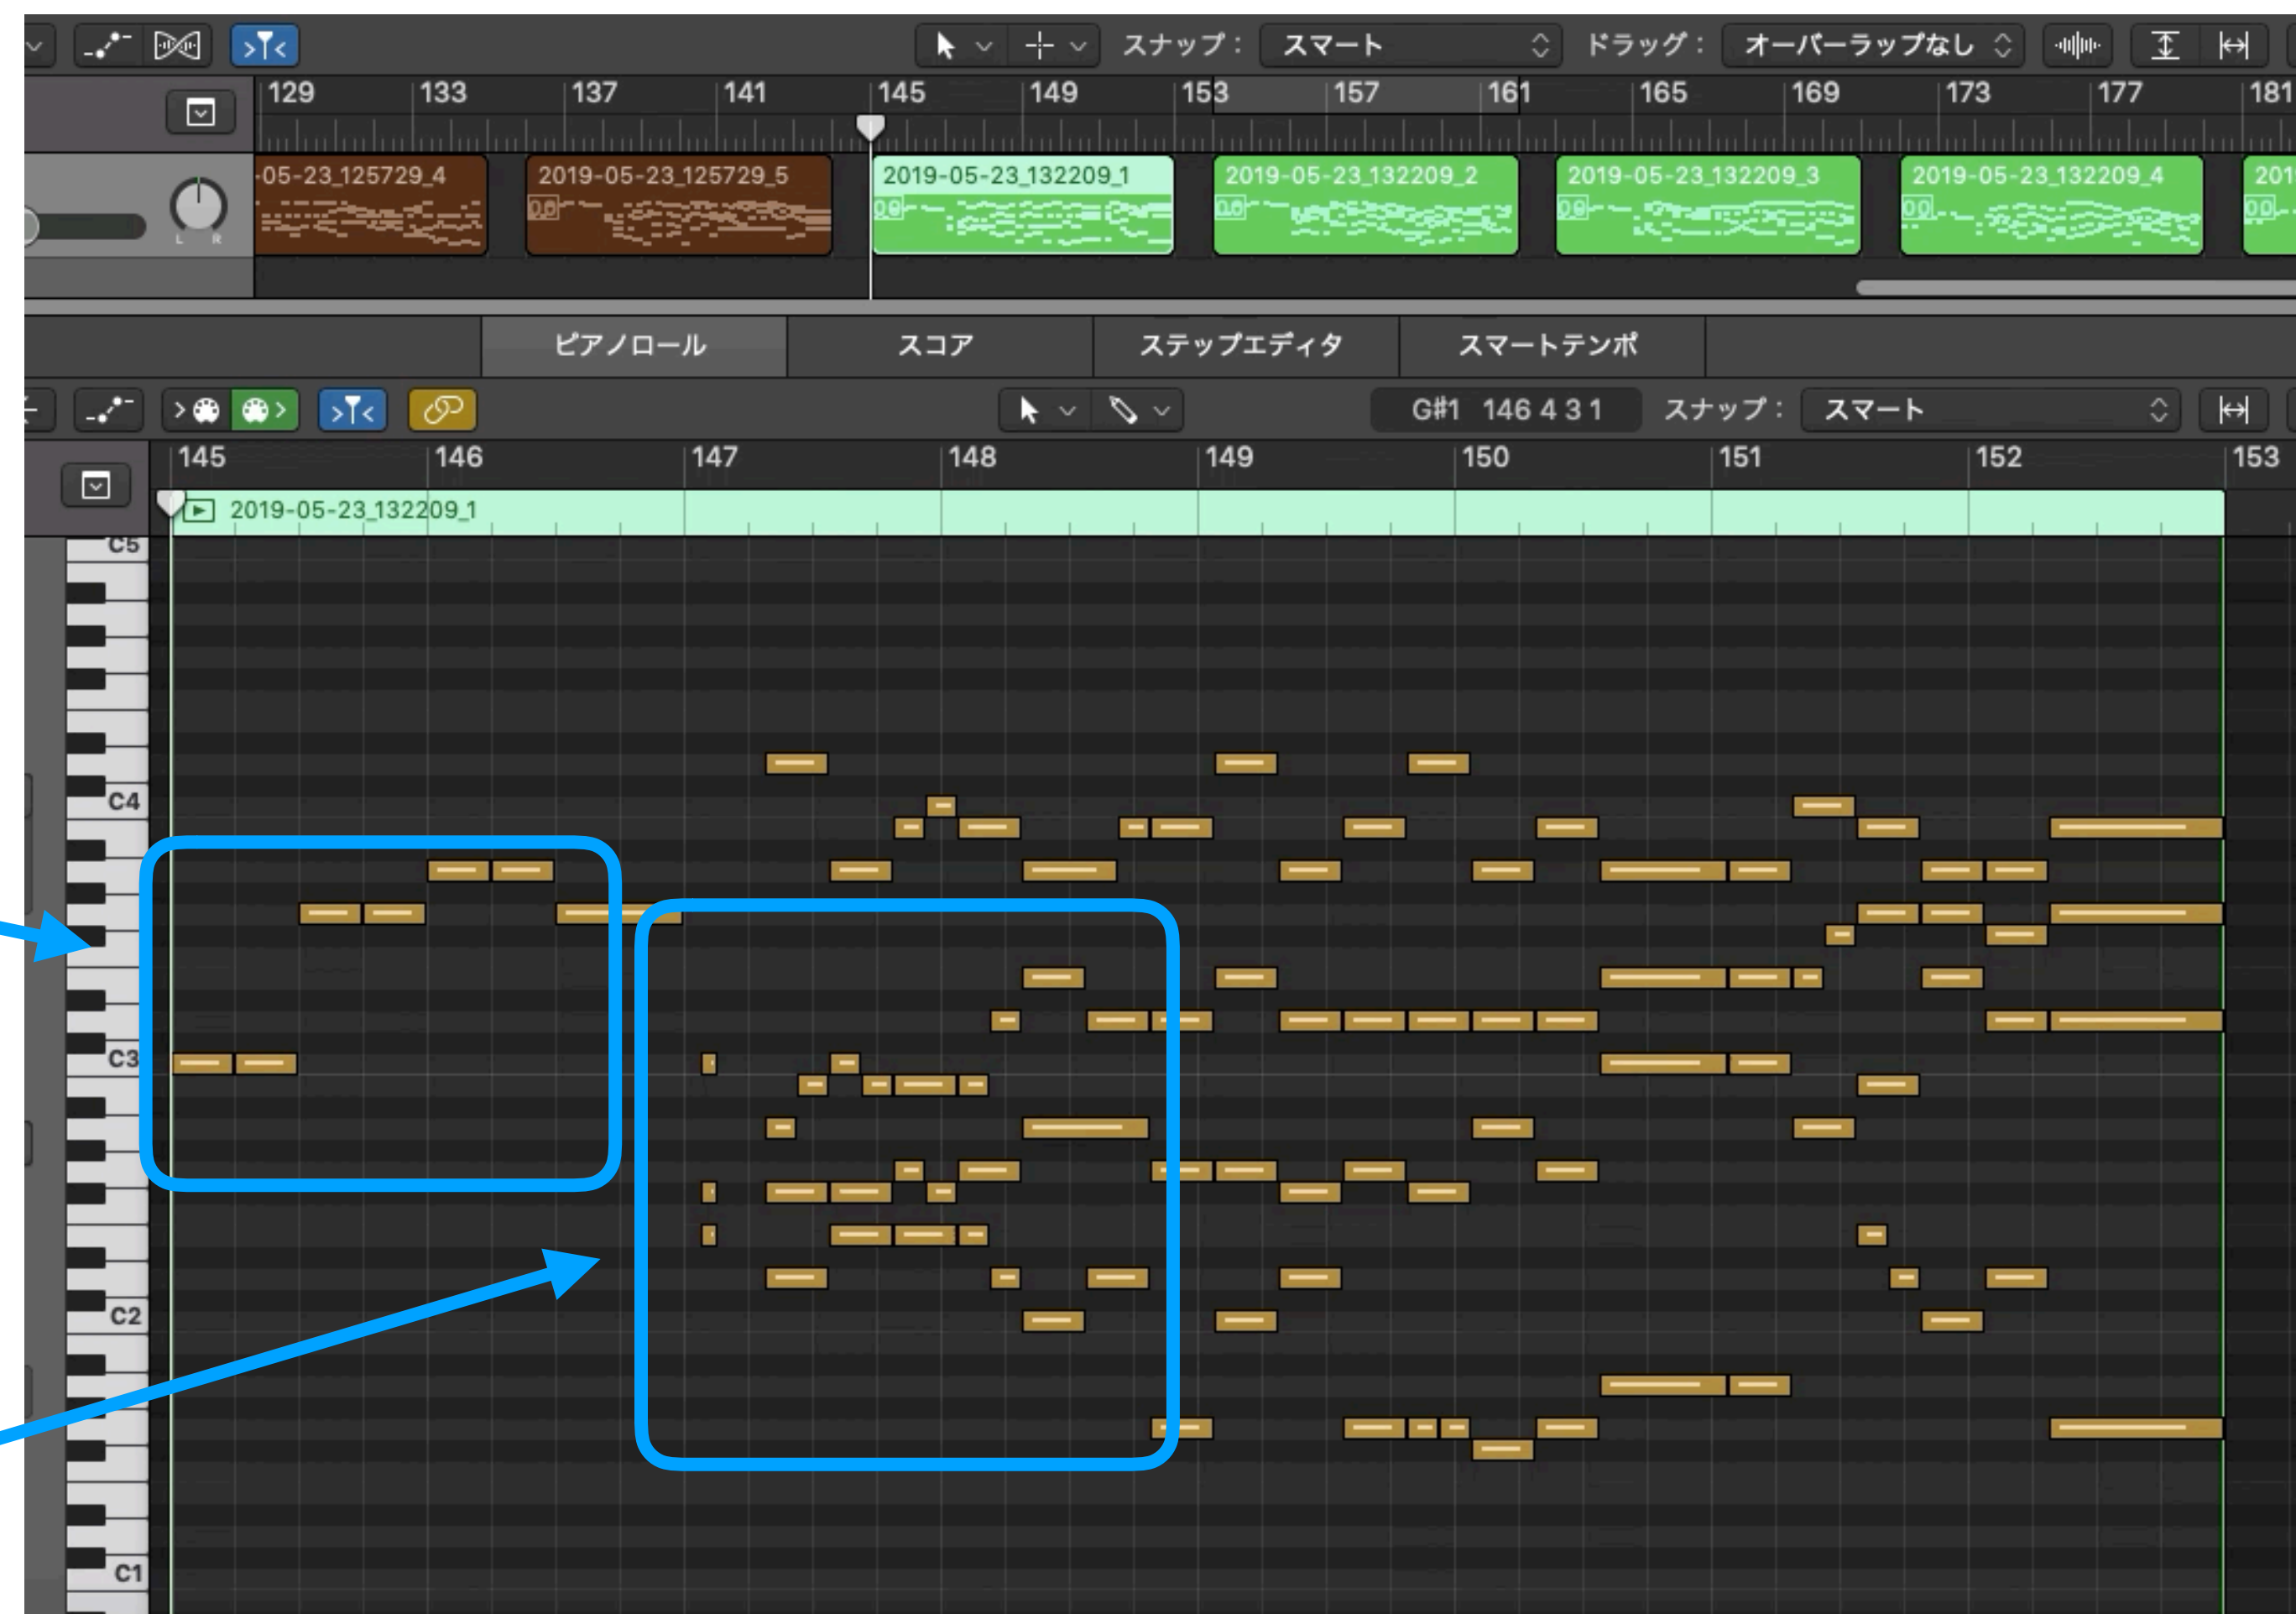 スナップ： スマート ドラッグ： オーバーラップなし
129 133 137 141 145 149 153 157 161 165 169 173 177 181
-05-23_125729_4 2019-05-23_125729_5 2019-05-23_132209_1 2019-05-23_132209_2 2019-05-23_132209_3 2019-05-23_132209_4 201
L R
ピアノロール スコア ステップエディタ スマートテンポ
G#1 146 4 3 1 スナップ： スマート
145 146 147 148 149 150 151 152 153
2019-05-23_132209_1
C5
C4
C3
C2
C1